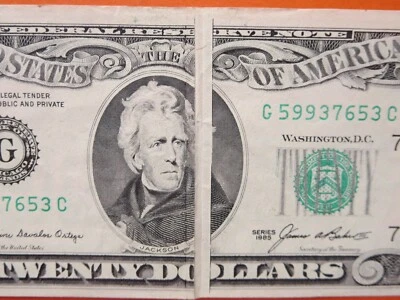 FEDERAL RESERVE NOTE
D STATES THE OF AMERICA
LEGAL TENDER
PUBLIC AND PRIVATE
G 59937653 C
WASHINGTON, D.C.
G
7
7653 C
JACKSON
SERIES
1985
7
TWENTY DOLLARS